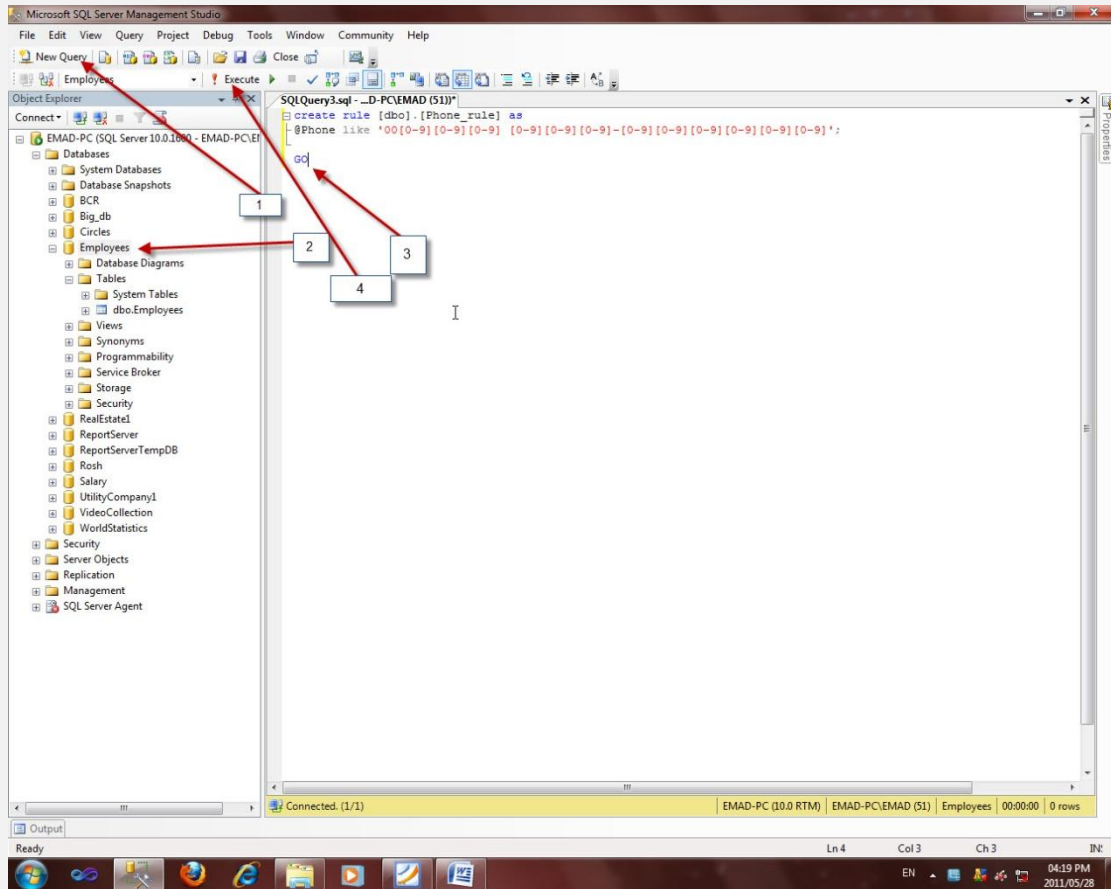 Microsoft SQL Server Management Studio
File Edit View Query Project Debug Tools Window Community Help
New Query Close
Employees Execute
Object Explorer
SQLQuery3.sql - ...D-PC\EMAD (51))*
Connect
create rule [dbo].[Phone_rule] as
@Phone like '00[0-9][0-9][0-9] [0-9][0-9][0-9]-[0-9][0-9][0-9][0-9][0-9][0-9]';
GO
EMAD-PC (SQL Server 10.0.1600 - EMAD-PC\EM
Databases
System Databases
Database Snapshots
BCR
Big_db
Circles
Employees
Database Diagrams
Tables
System Tables
dbo.Employees
Views
Synonyms
Programmability
Service Broker
Storage
Security
RealEstate1
ReportServer
ReportServerTempDB
Rosh
Salary
UtilityCompany1
VideoCollection
WorldStatistics
Security
Server Objects
Replication
Management
SQL Server Agent
1
2
3
4
Properties
Connected. (1/1) EMAD-PC (10.0 RTM) EMAD-PC\EMAD (51) Employees 00:00:00 0 rows
Output
Ready Ln 4 Col 3 Ch 3 IN
EN 04:19 PM
2011/05/28